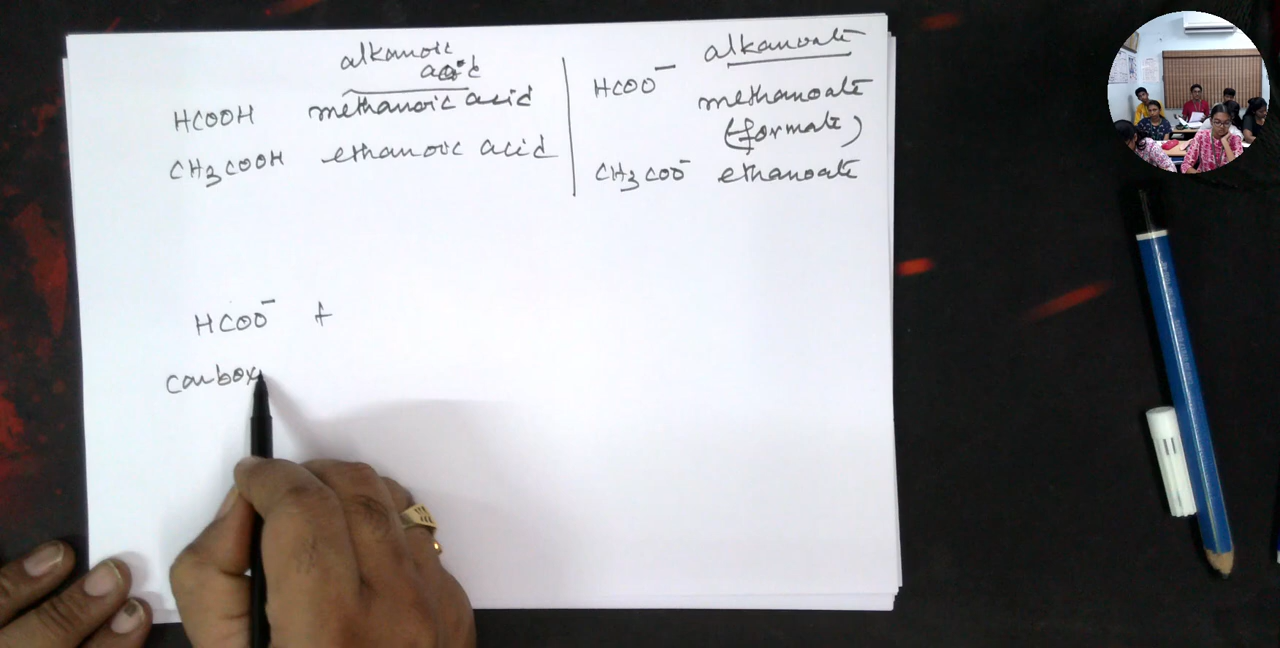 alkanoic
acid
HCOOH methanoic acid
CH3COOH ethanoic acid
alkanoate
HCOO⁻ methanoate
(formate)
CH3COO⁻ ethanoate
HCOO⁻ +
carbox